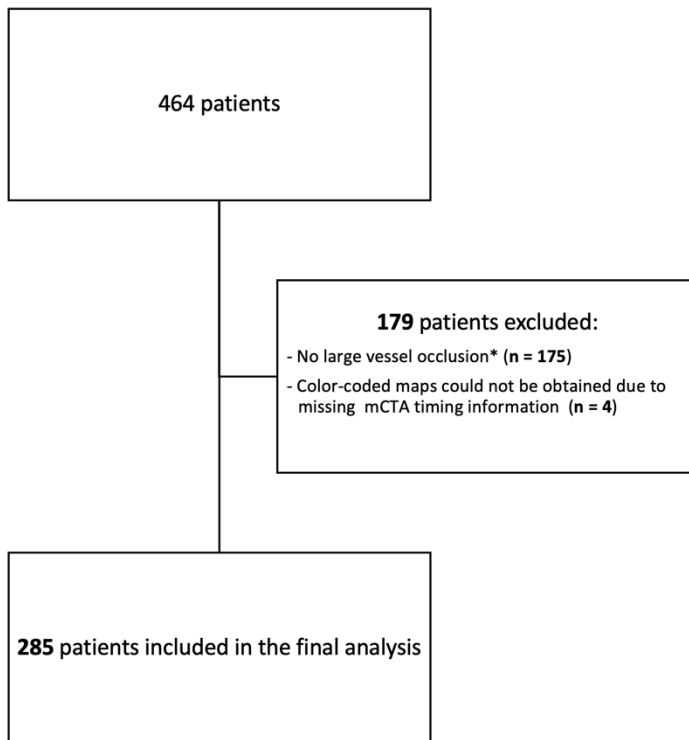 464 patients
179 patients excluded:
- No large vessel occlusion* (n = 175)
- Color-coded maps could not be obtained due to
missing mCTA timing information (n = 4)
285 patients included in the final analysis